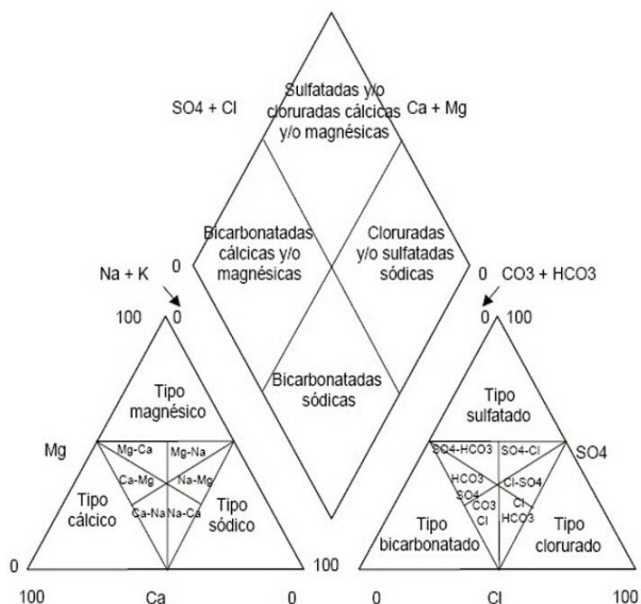 Sulfatadas y/o
cloruradas cálcicas
y/o magnésicas
SO4 + Cl
Ca + Mg
Bicarbonatadas
cálcicas y/o
magnésicas
Cloruradas
y/o sulfatadas
sódicas
Bicarbonatadas
sódicas
0
0
Na + K
CO3 + HCO3
100
0
0
100
Tipo
magnésico
Mg
Mg-Ca
Mg-Na
Ca-Mg
Na-Mg
Ca-Na
Na-Ca
Tipo
cálcico
Tipo
sódico
0
100
100
Ca
0
Tipo
sulfatado
SO4
SO4-HCO3
SO4-Cl
HCO3
SO4
Cl-SO4
CO3
Cl
Cl
HCO3
Tipo
bicarbonatado
Tipo
clorurado
0
0
Cl
100